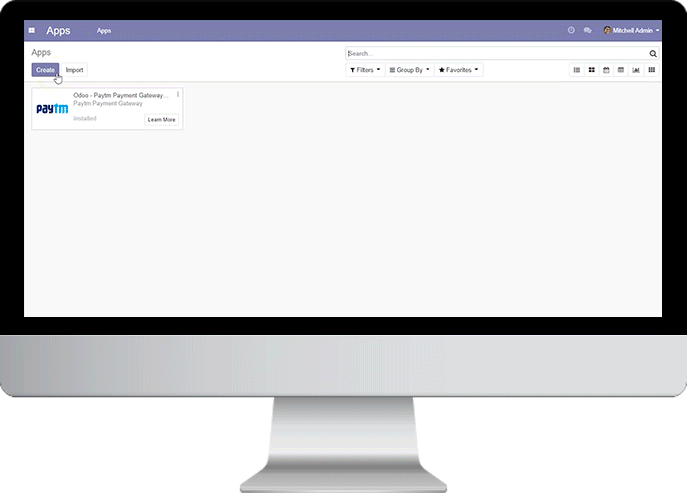 Apps Apps Mitchell Admin
Apps Search...
Create Import Filters Group By Favorites
Odoo - Paytm Payment Gateway...
paytm Paytm Payment Gateway
Installed Learn More